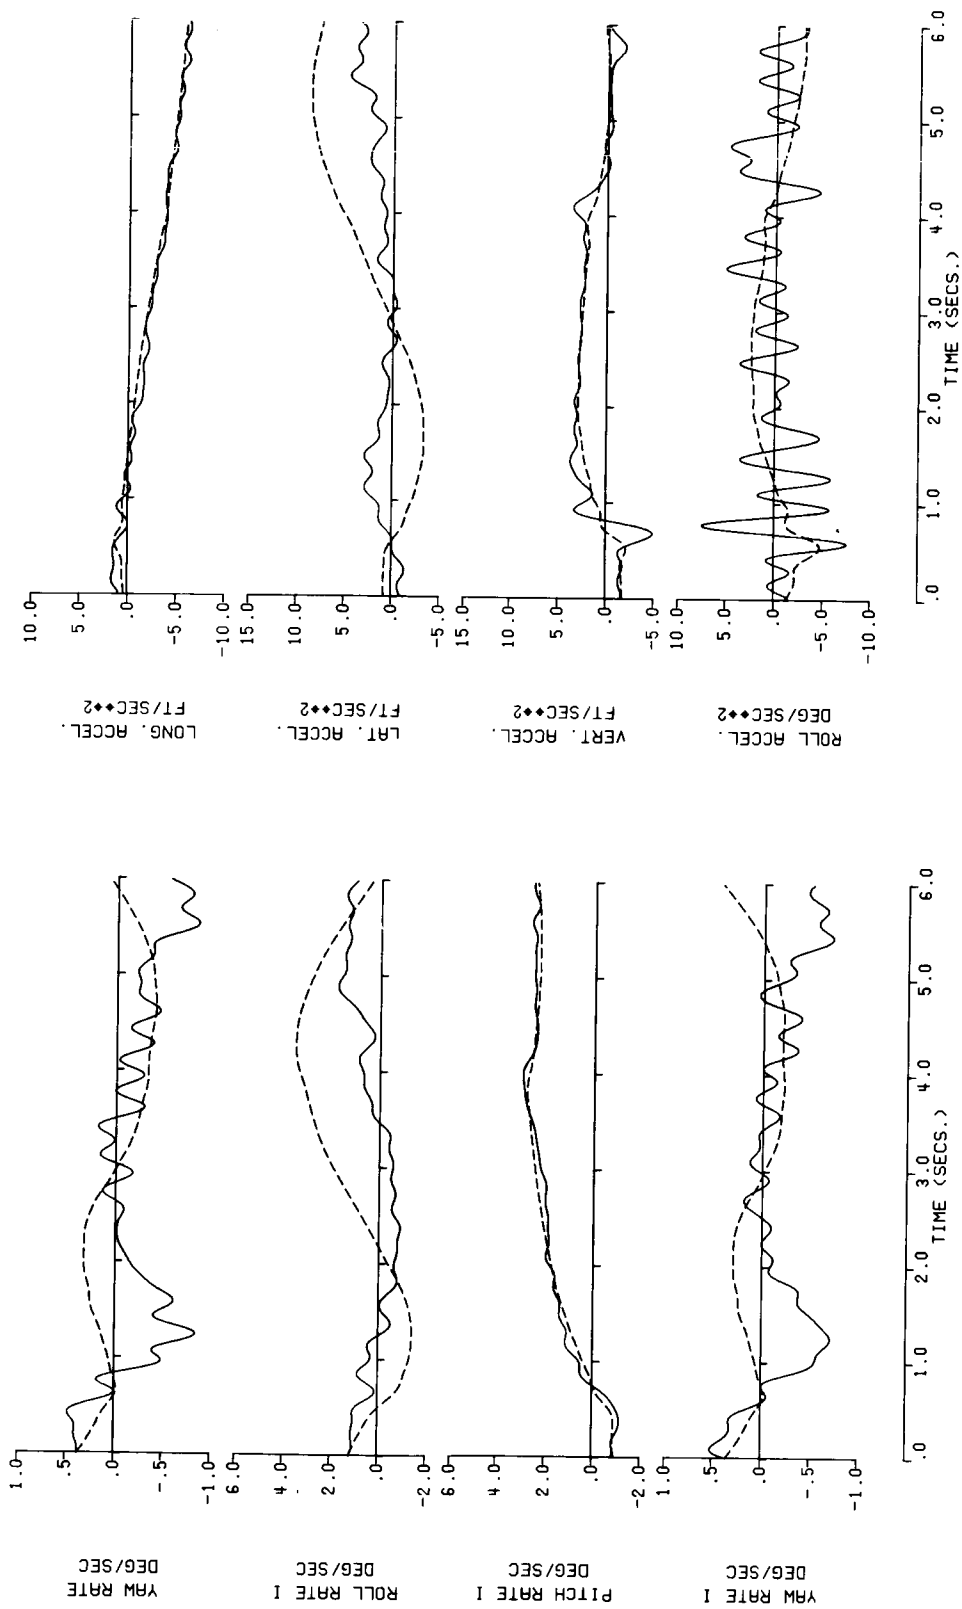 YAW RATE
DEG/SEC
1.0
.5
.0
-.5
-1.0
ROLL RATE I
DEG/SEC
6.0
4.0
2.0
.0
-2.0
PITCH RATE I
DEG/SEC
6.0
4.0
2.0
.0
-2.0
YAW RATE I
DEG/SEC
1.0
.5
.0
-.5
-1.0
.0 1.0 2.0 3.0 4.0 5.0 6.0
TIME (SECS.)
LONG. ACCEL.
FT/SEC**2
10.0
5.0
.0
-5.0
-10.0
LAT. ACCEL.
FT/SEC**2
15.0
10.0
5.0
.0
-5.0
VERT. ACCEL.
FT/SEC**2
15.0
10.0
5.0
.0
-5.0
ROLL ACCEL.
DEG/SEC**2
10.0
5.0
.0
-5.0
-10.0
.0 1.0 2.0 3.0 4.0 5.0 6.0
TIME (SECS.)